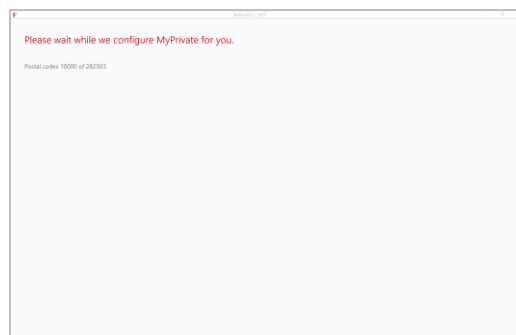 Please wait while we configure MyPrivate for you.
Postal codes 10000 of 282503